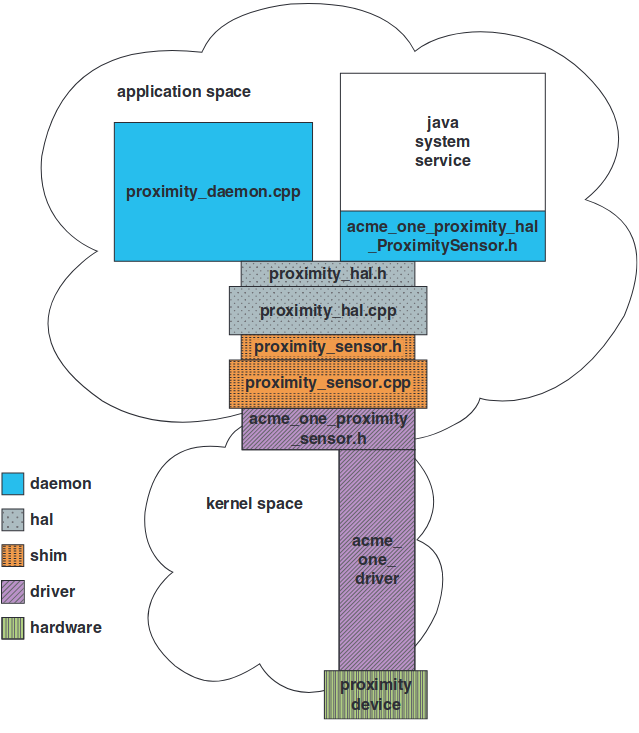 application space
java
system
service
proximity_daemon.cpp
acme_one_proximity_hal
_ProximitySensor.h
proximity_hal.h
proximity_hal.cpp
proximity_sensor.h
proximity_sensor.cpp
acme_one_proximity
_sensor.h
kernel space
acme_
one_
driver
proximity
device
daemon
hal
shim
driver
hardware